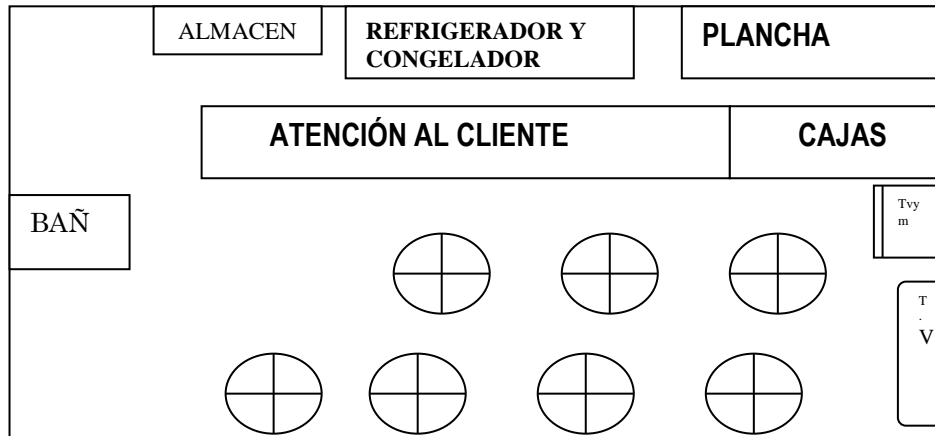 ALMACEN
REFRIGERADOR Y
CONGELADOR
PLANCHA
ATENCIÓN AL CLIENTE
CAJAS
BAÑ
Tvy
m
T
.
V